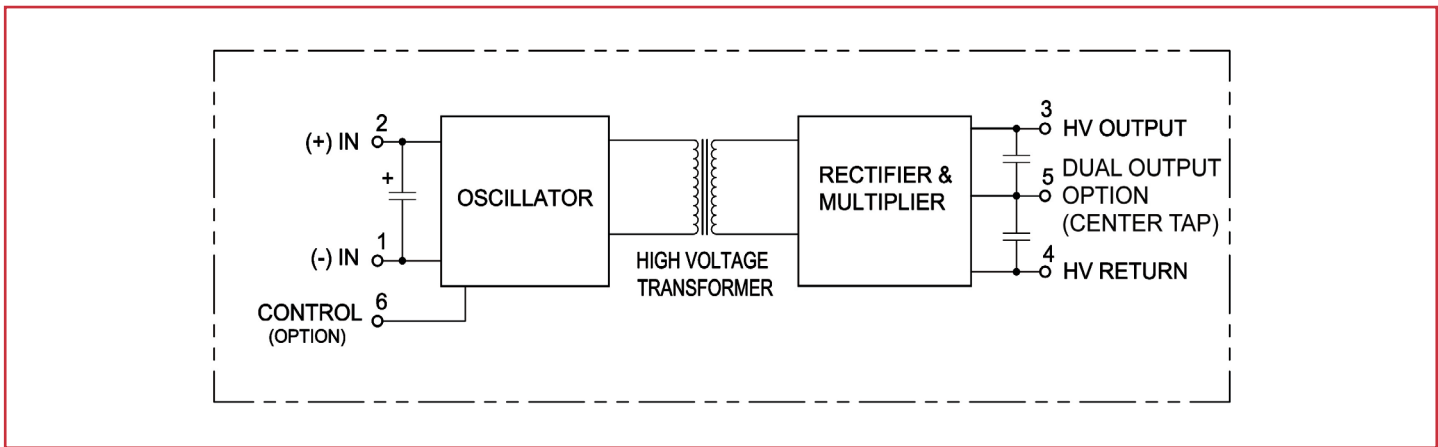 2
(+) IN
+
1
(-) IN
6
CONTROL
(OPTION)
OSCILLATOR
HIGH VOLTAGE
TRANSFORMER
RECTIFIER &
MULTIPLIER
3
HV OUTPUT
5
DUAL OUTPUT
OPTION
(CENTER TAP)
4
HV RETURN